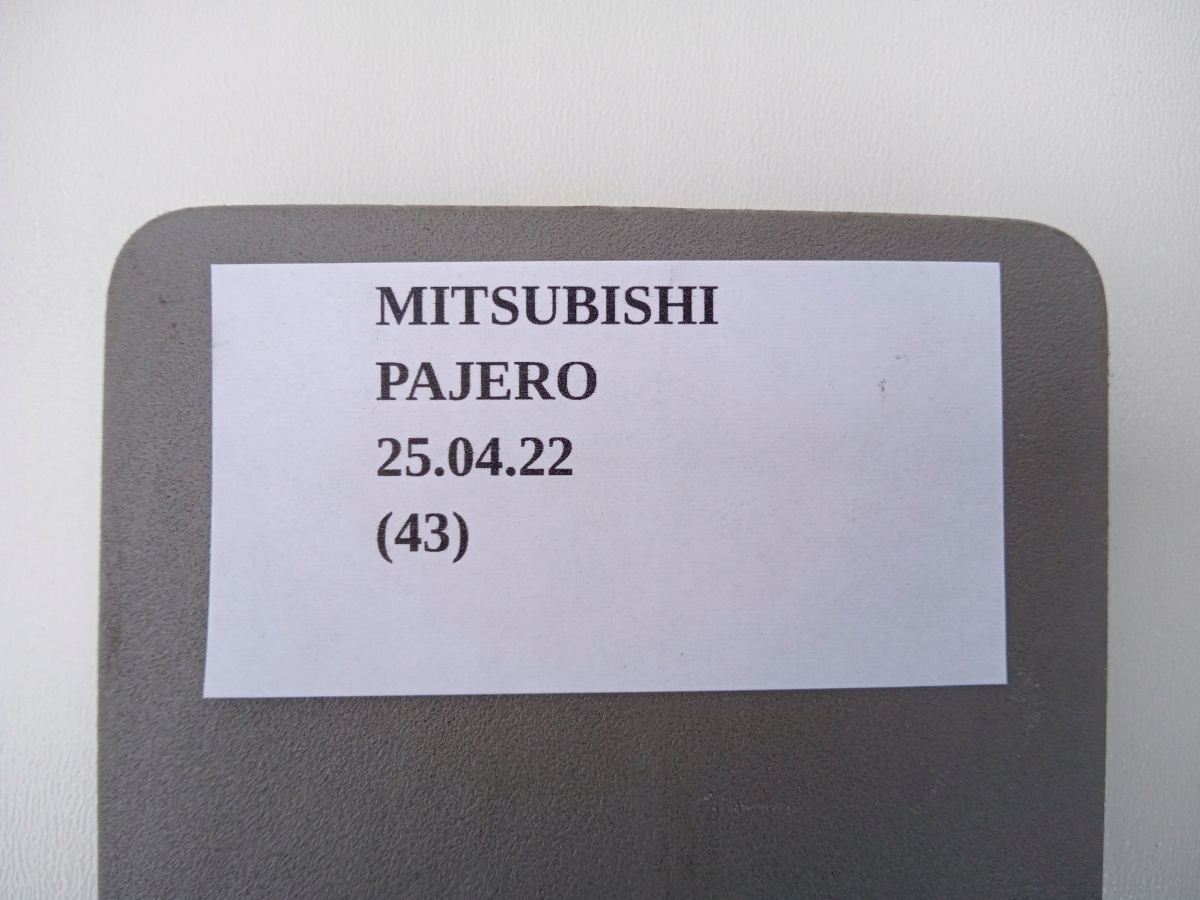 MITSUBISHI
PAJERO
25.04.22
(43)